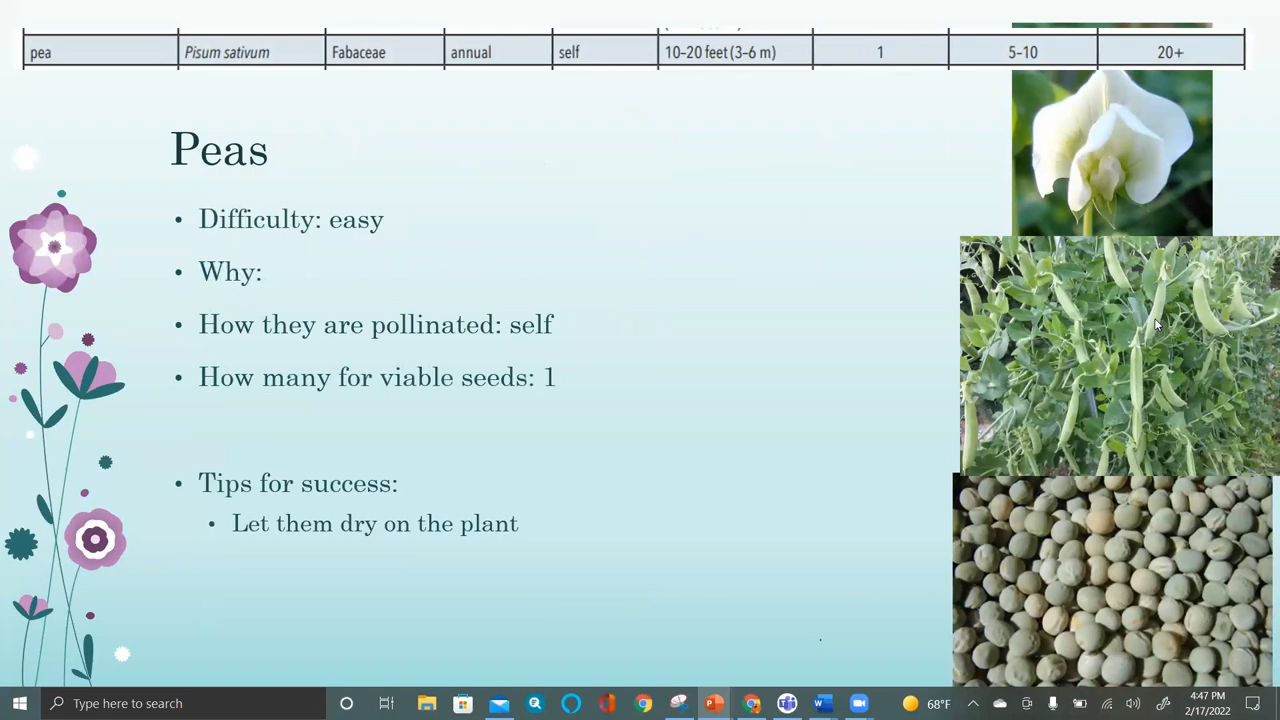 pea Pisum sativum Fabaceae annual self 10–20 feet (3–6 m) 1 5-10 20+
Peas
• Difficulty: easy
• Why:
• How they are pollinated: self
• How many for viable seeds: 1
• Tips for success:
• Let them dry on the plant
Type here to search
68°F
4:47 PM
2/17/2022